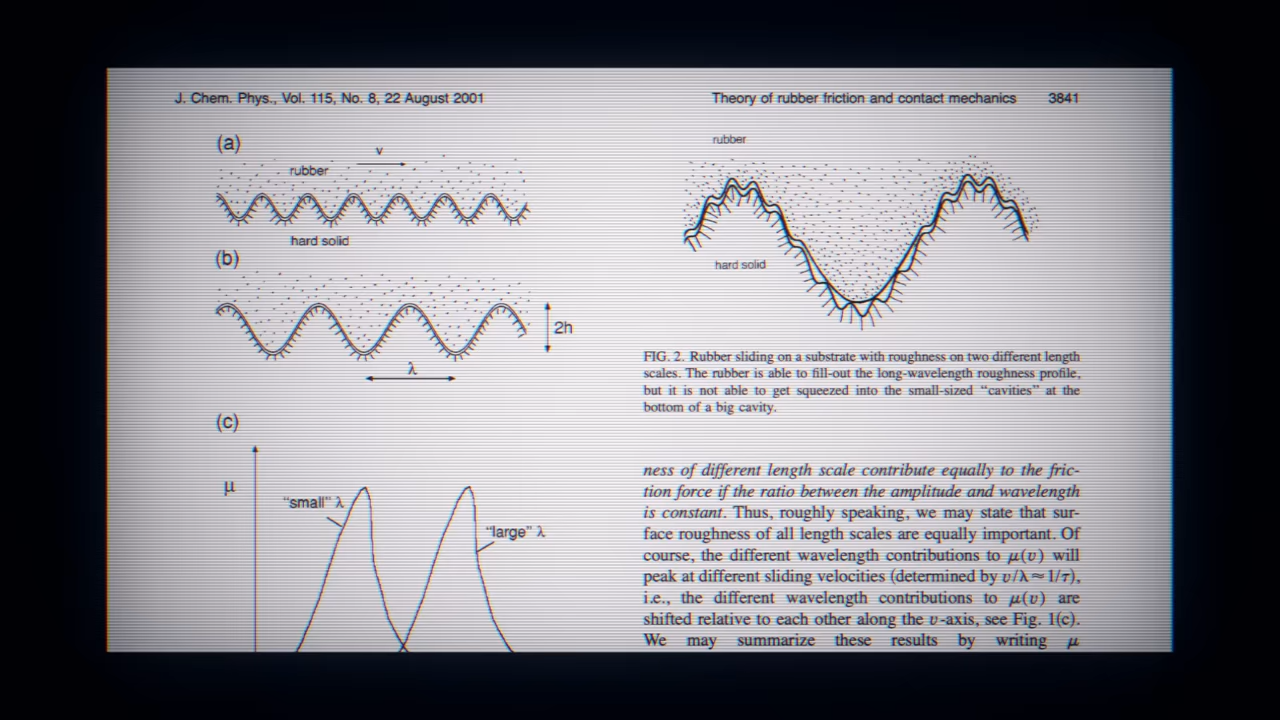 J. Chem. Phys., Vol. 115, No. 8, 22 August 2001
Theory of rubber friction and contact mechanics 3841
(a)
v
rubber
hard solid
(b)
2h
λ
(c)
μ
"small" λ
"large" λ
rubber
hard solid
FIG. 2. Rubber sliding on a substrate with roughness on two different length
scales. The rubber is able to fill-out the long-wavelength roughness profile,
but it is not able to get squeezed into the small-sized "cavities" at the
bottom of a big cavity.
ness of different length scale contribute equally to the fric-
tion force if the ratio between the amplitude and wavelength
is constant. Thus, roughly speaking, we may state that sur-
face roughness of all length scales are equally important. Of
course, the different wavelength contributions to μ(v) will
peak at different sliding velocities (determined by v/λ≈1/τ),
i.e., the different wavelength contributions to μ(v) are
shifted relative to each other along the v-axis, see Fig. 1(c).
We may summarize these results by writing μ